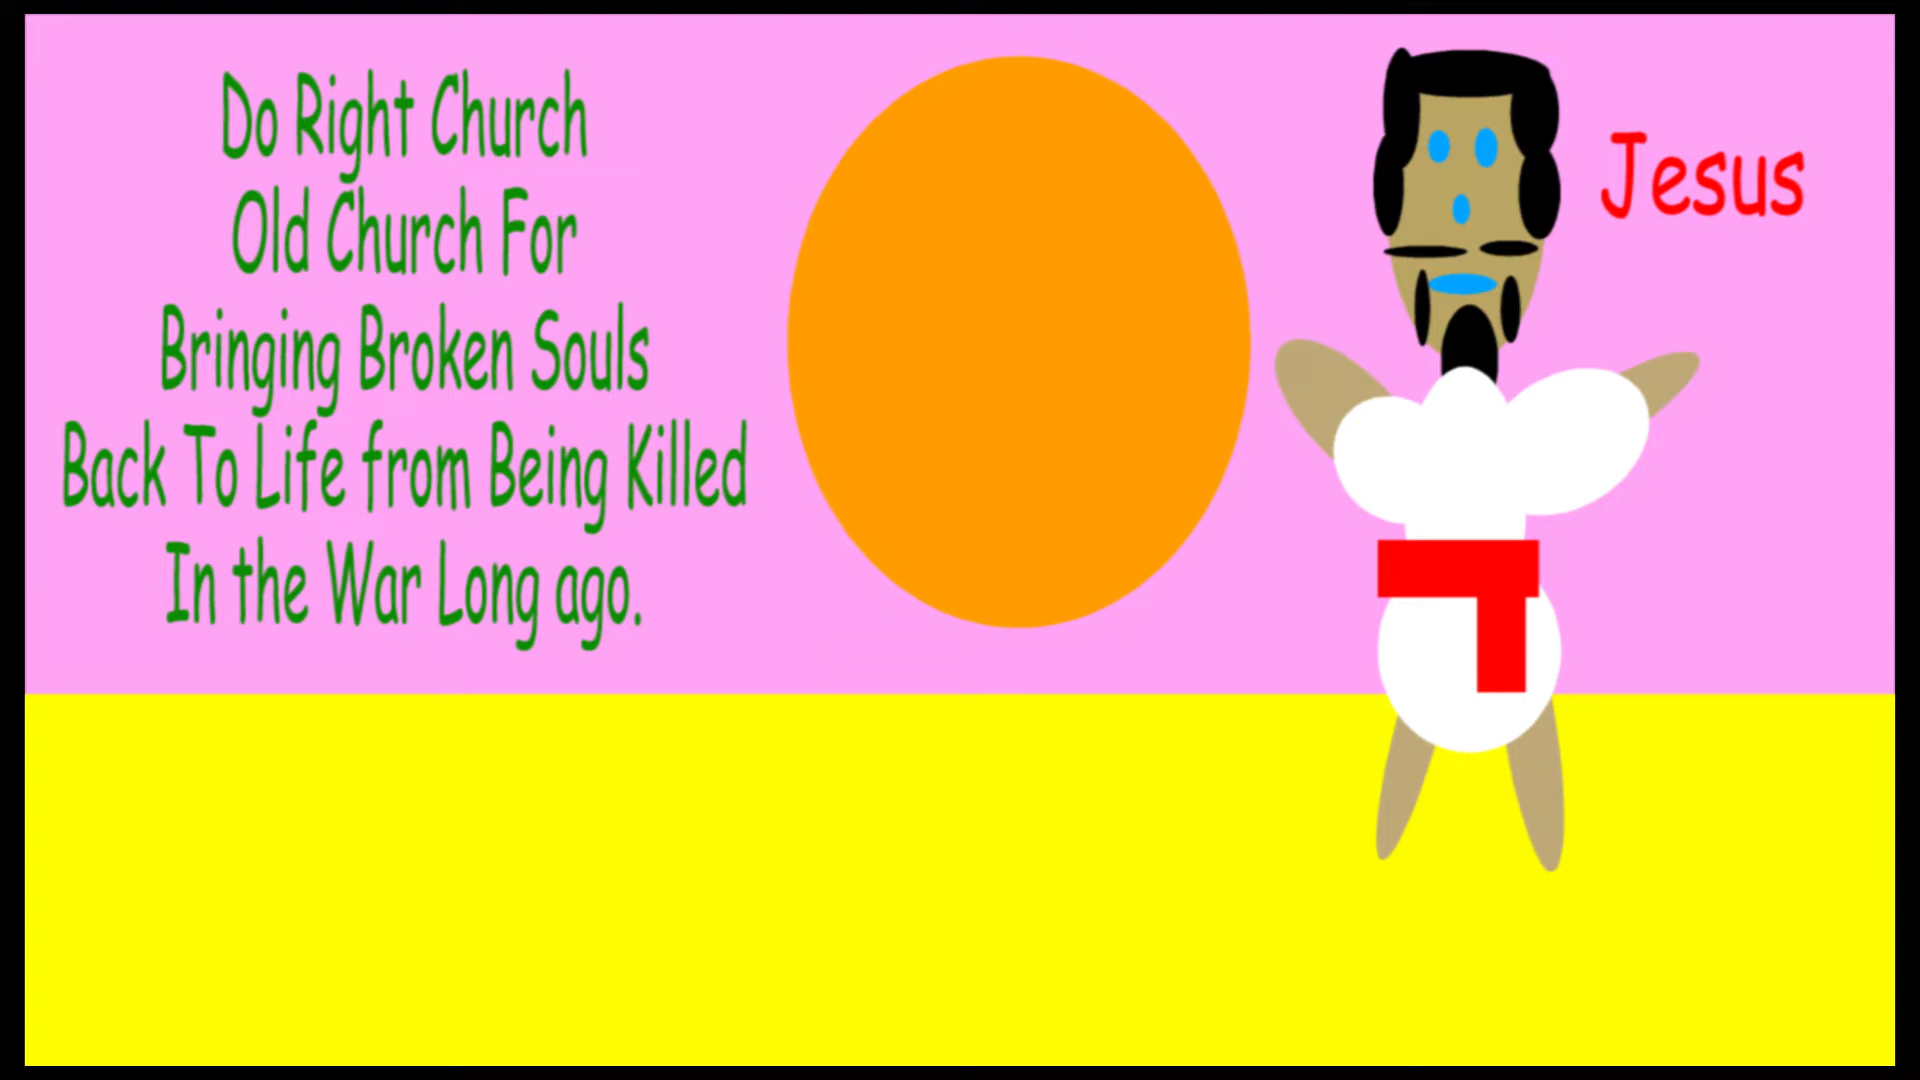 Do Right Church
Old Church For
Bringing Broken Souls
Back To Life from Being Killed
In the War Long ago.
Jesus